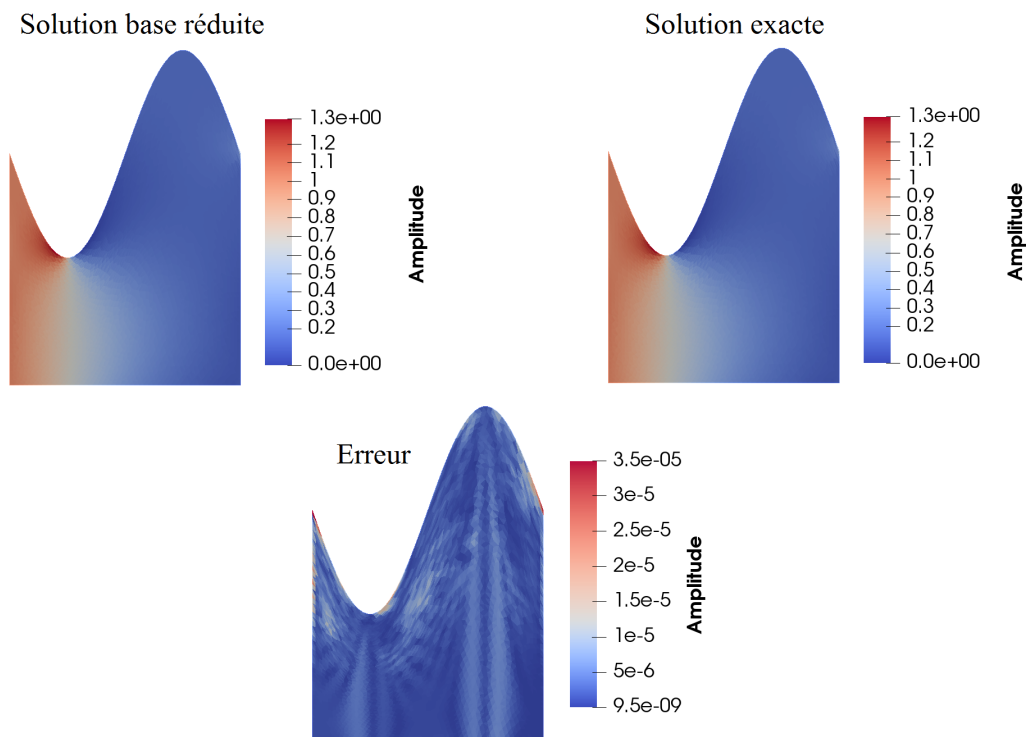 Solution base réduite
Solution exacte
1.3e+00
1.2
1.1
1
0.9
0.8
0.7
0.6
0.5
0.4
0.3
0.2
0.0e+00
Amplitude
1.3e+00
1.2
1.1
1
0.9
0.8
0.7
0.6
0.5
0.4
0.3
0.2
0.0e+00
Amplitude
Erreur
3.5e-05
3e-5
2.5e-5
2e-5
1.5e-5
1e-5
5e-6
9.5e-09
Amplitude